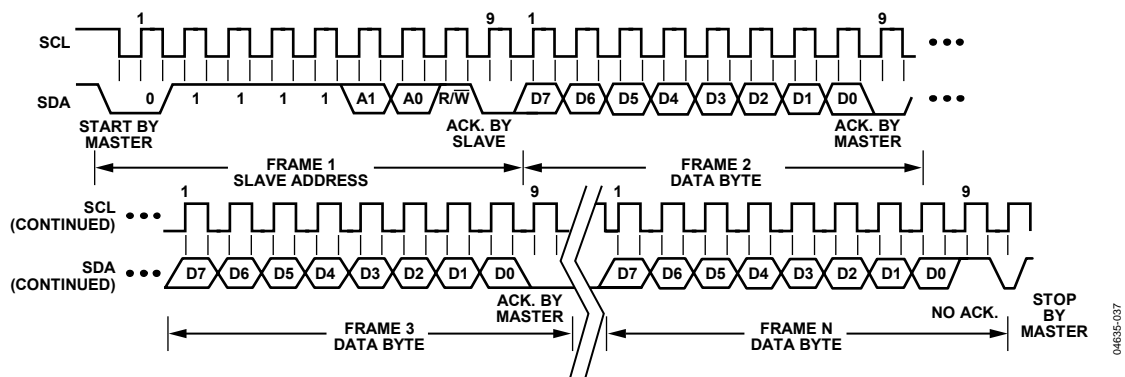 1 9 1 9
SCL
SDA 0 1 1 1 1 A1 A0 R/W̅ D7 D6 D5 D4 D3 D2 D1 D0
START BY
MASTER
ACK. BY
SLAVE
ACK. BY
MASTER
FRAME 1
SLAVE ADDRESS
FRAME 2
DATA BYTE
1 9 1 9
SCL
(CONTINUED)
SDA
(CONTINUED)
D7 D6 D5 D4 D3 D2 D1 D0 D7 D6 D5 D4 D3 D2 D1 D0
ACK. BY
MASTER
NO ACK.
STOP
BY
MASTER
FRAME 3
DATA BYTE
FRAME N
DATA BYTE
04635-037